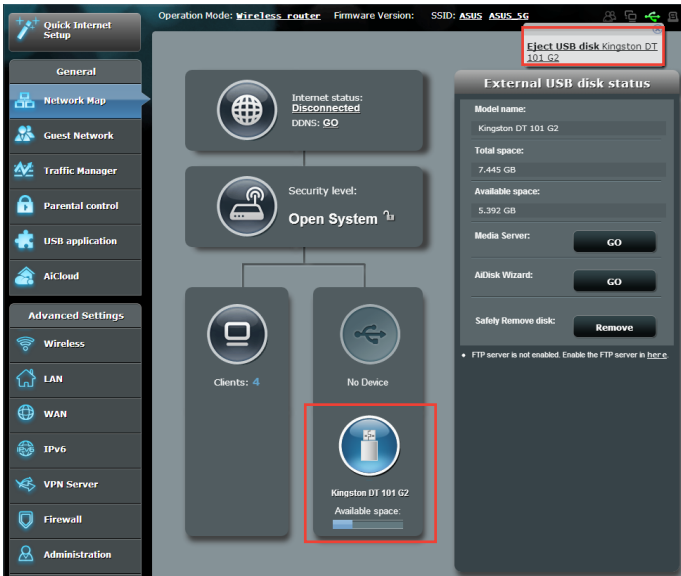 Quick Internet
Setup
Operation Mode: Wireless router Firmware Version: SSID: ASUS ASUS_5G
Eject USB disk Kingston DT
101 G2
General
Network Map
Guest Network
Traffic Manager
Parental control
USB application
AiCloud
Advanced Settings
Wireless
LAN
WAN
IPv6
VPN Server
Firewall
Administration
Internet status:
Disconnected
DDNS: GO
Security level:
Open System
Clients: 4
No Device
Kingston DT 101 G2
Available space:
External USB disk status
Model name:
Kingston DT 101 G2
Total space:
7.445 GB
Available space:
5.392 GB
Media Server: GO
AiDisk Wizard: GO
Safely Remove disk: Remove
• FTP server is not enabled. Enable the FTP server in here.